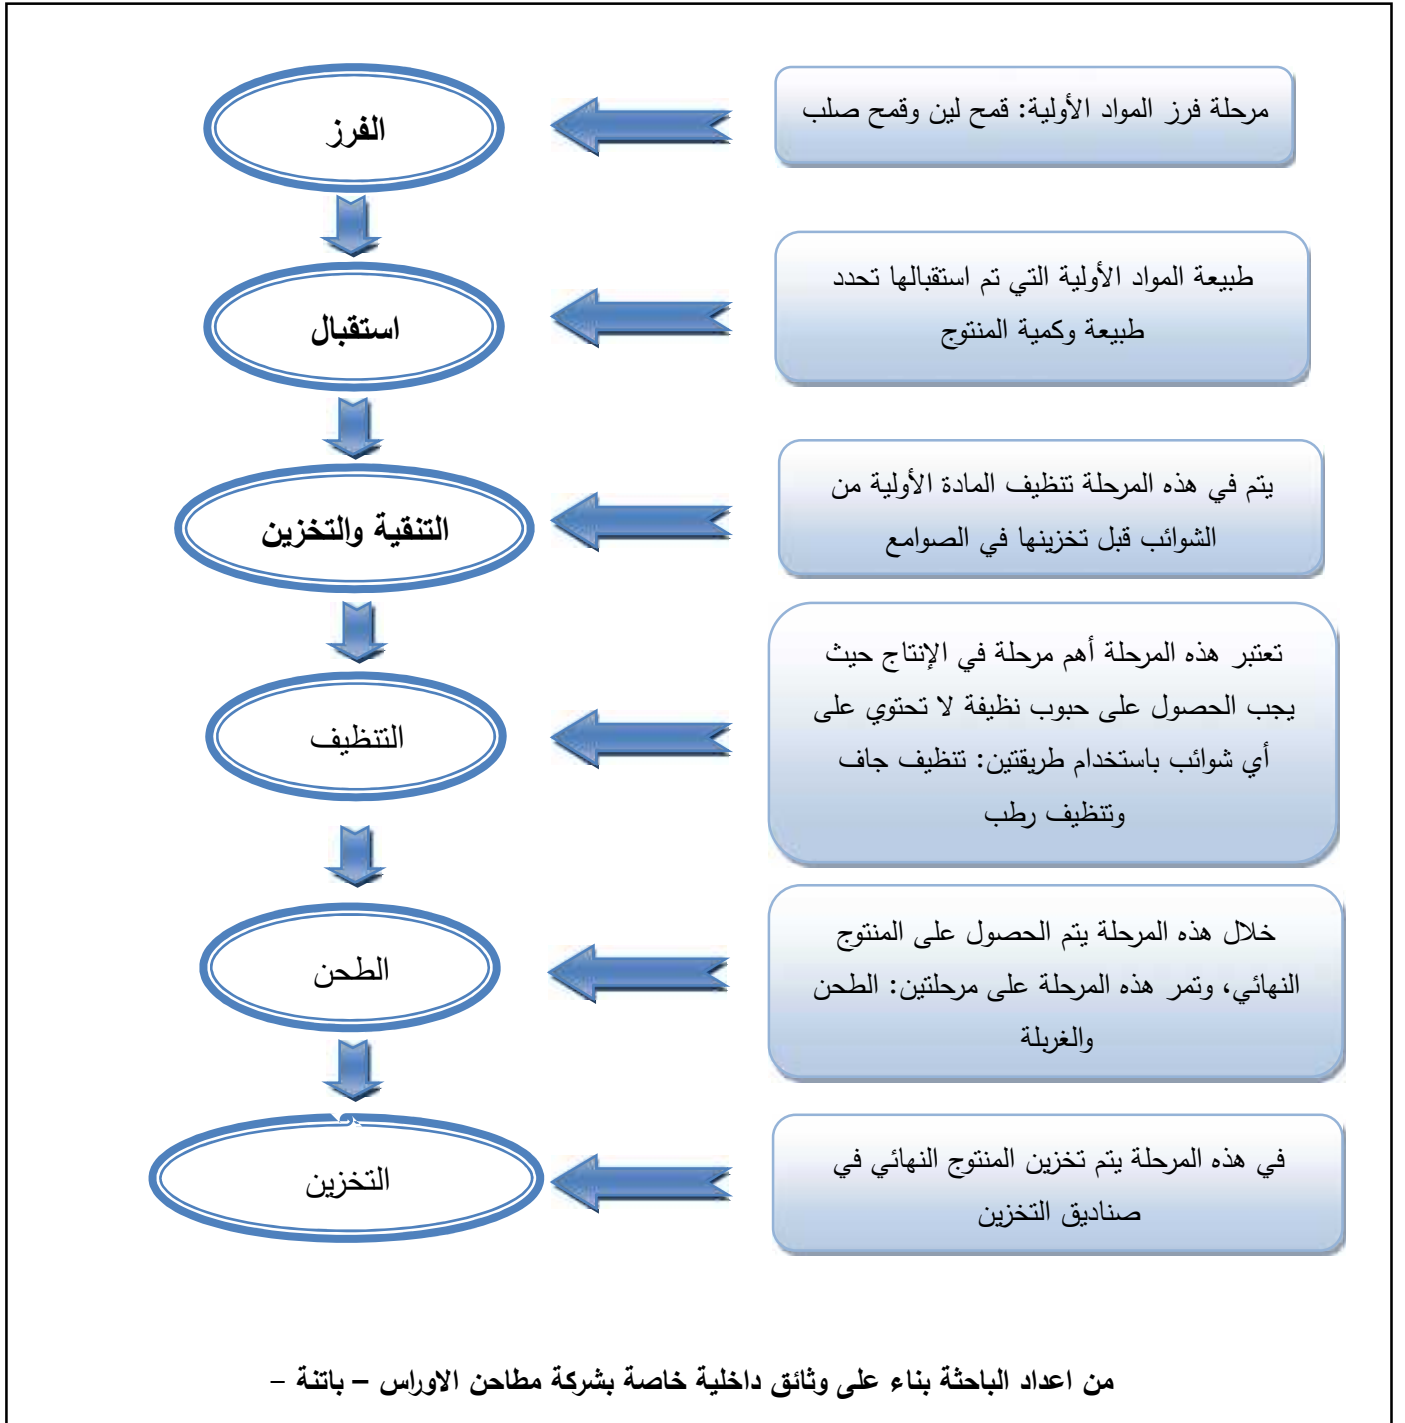 مرحلة فرز المواد الأولية: قمح لين وقمح صلب
الفرز
طبيعة المواد الأولية التي تم استقبالها تحدد
طبيعة وكمية المنتوج
استقبال
يتم في هذه المرحلة تنظيف المادة الأولية من
الشوائب قبل تخزينها في الصوامع
التنقية والتخزين
تعتبر هذه المرحلة أهم مرحلة في الإنتاج حيث
يجب الحصول على حبوب نظيفة لا تحتوي على
أي شوائب باستخدام طريقتين: تنظيف جاف
وتنظيف رطب
التنظيف
خلال هذه المرحلة يتم الحصول على المنتوج
النهائي، وتمر هذه المرحلة على مرحلتين: الطحن
والغربلة
الطحن
في هذه المرحلة يتم تخزين المنتوج النهائي في
صناديق التخزين
التخزين
من اعداد الباحثة بناء على وثائق داخلية خاصة بشركة مطاحن الاوراس – باتنة –